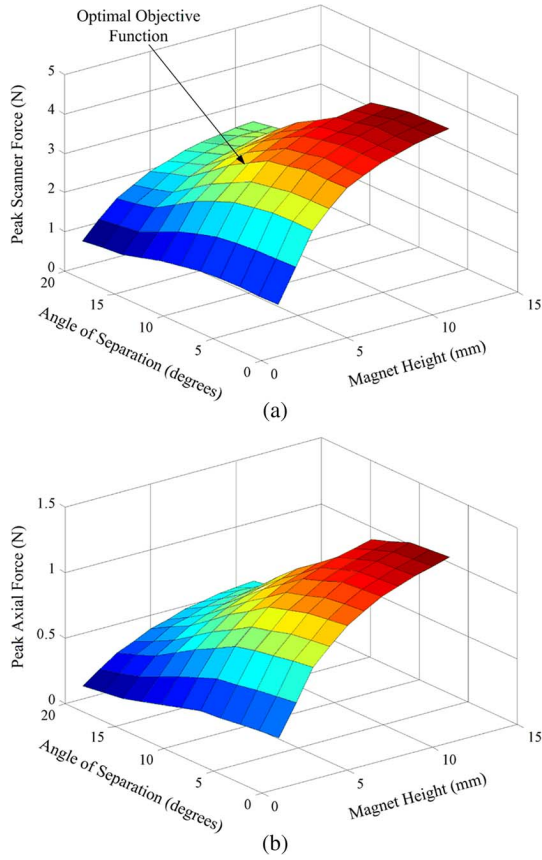 Optimal Objective
Function
Peak Scanner Force (N)
5
4
3
2
1
0
20
15
10
5
0
Angle of Separation (degrees)
0
5
10
15
Magnet Height (mm)
(a)
Peak Axial Force (N)
1.5
1
0.5
0
20
15
10
5
0
Angle of Separation (degrees)
0
5
10
15
Magnet Height (mm)
(b)